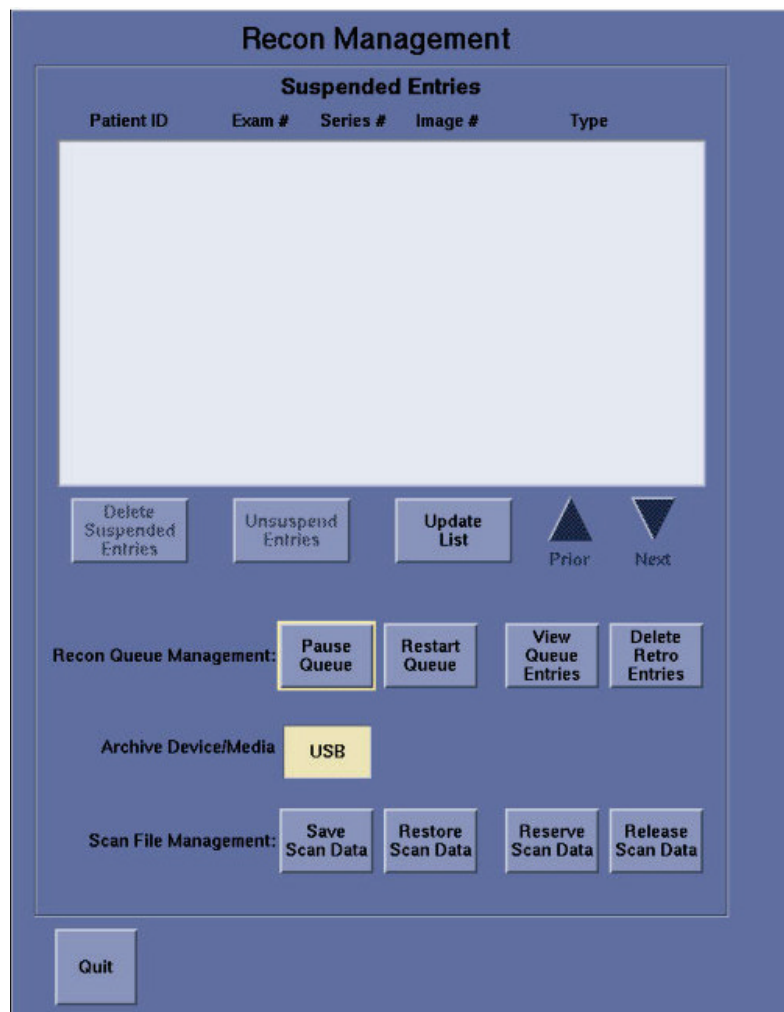 Recon Management
Suspended Entries
Patient ID Exam # Series # Image # Type
Delete
Suspended
Entries
Unsuspend
Entries
Update
List
Prior
Next
Recon Queue Management:
Pause
Queue
Restart
Queue
View
Queue
Entries
Delete
Retro
Entries
Archive Device/Media
USB
Scan File Management:
Save
Scan Data
Restore
Scan Data
Reserve
Scan Data
Release
Scan Data
Quit